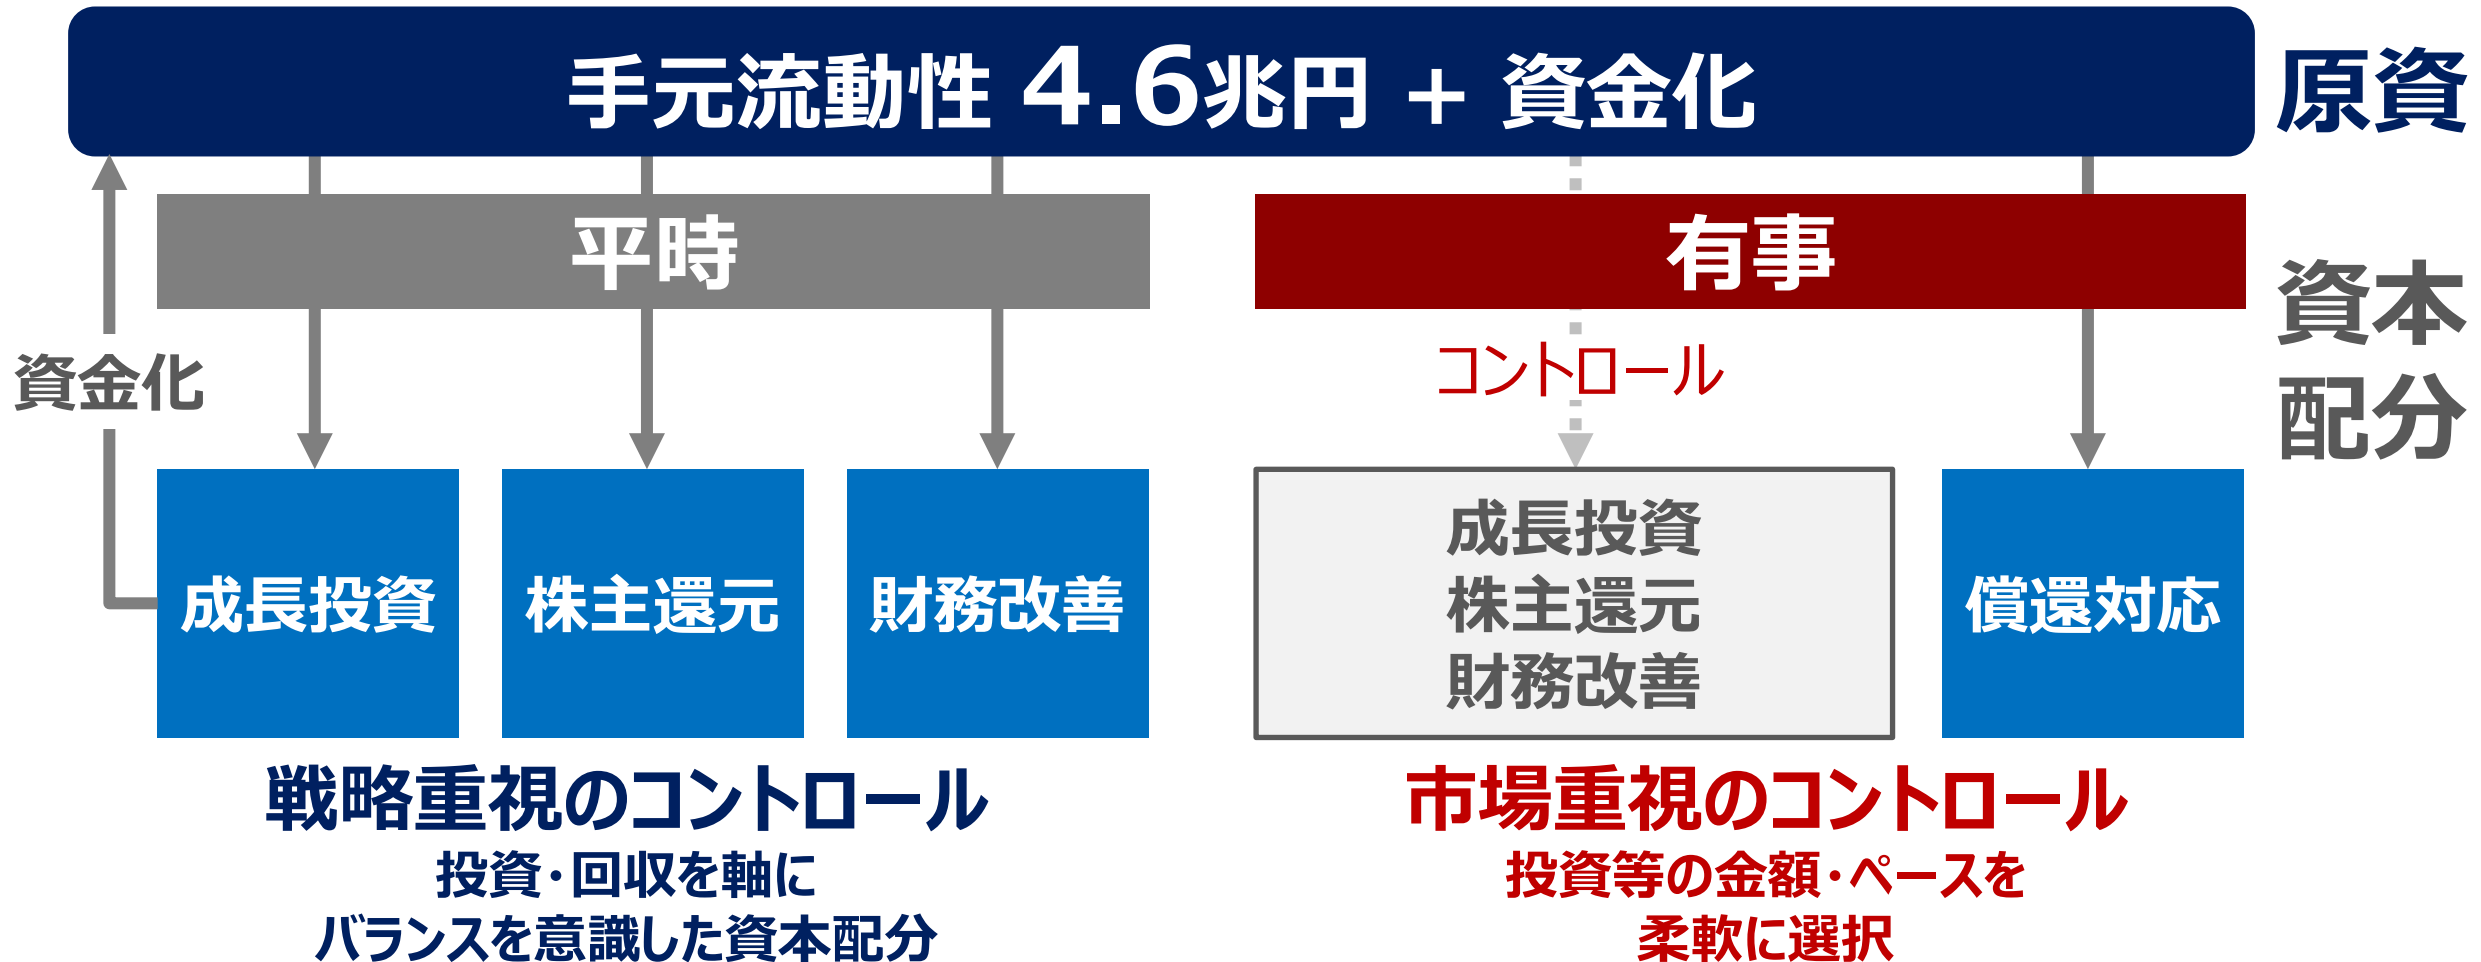 手元流動性 4.6兆円 + 資金化
原資
平時
有事
資本
配分
資金化
コントロール
成長投資
株主還元
財務改善
成長投資
株主還元
財務改善
償還対応
戦略重視のコントロール
投資・回収を軸に
バランスを意識した資本配分
市場重視のコントロール
投資等の金額・ペースを
柔軟に選択